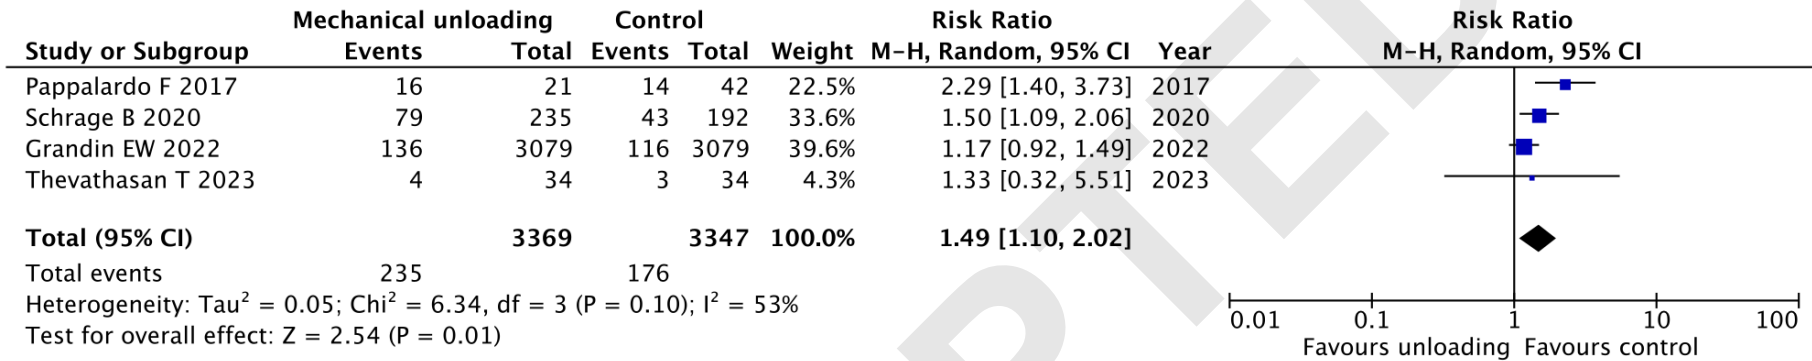 Mechanical unloading Control Risk Ratio Risk Ratio
Study or Subgroup Events Total Events Total Weight M-H, Random, 95% CI Year M-H, Random, 95% CI
Pappalardo F 2017 16 21 14 42 22.5% 2.29 [1.40, 3.73] 2017
Schrage B 2020 79 235 43 192 33.6% 1.50 [1.09, 2.06] 2020
Grandin EW 2022 136 3079 116 3079 39.6% 1.17 [0.92, 1.49] 2022
Thevathasan T 2023 4 34 3 34 4.3% 1.33 [0.32, 5.51] 2023
Total (95% CI) 3369 3347 100.0% 1.49 [1.10, 2.02]
Total events 235 176
Heterogeneity: Tau² = 0.05; Chi² = 6.34, df = 3 (P = 0.10); I² = 53%
Test for overall effect: Z = 2.54 (P = 0.01)
0.01 0.1 1 10 100
Favours unloading Favours control
PTED